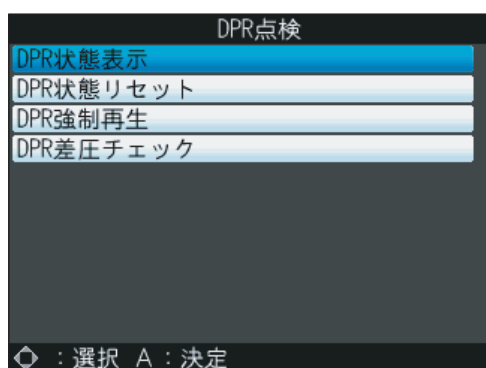 DPR点検
DPR状態表示
DPR状態リセット
DPR強制再生
DPR差圧チェック
◇ :選択 A:決定